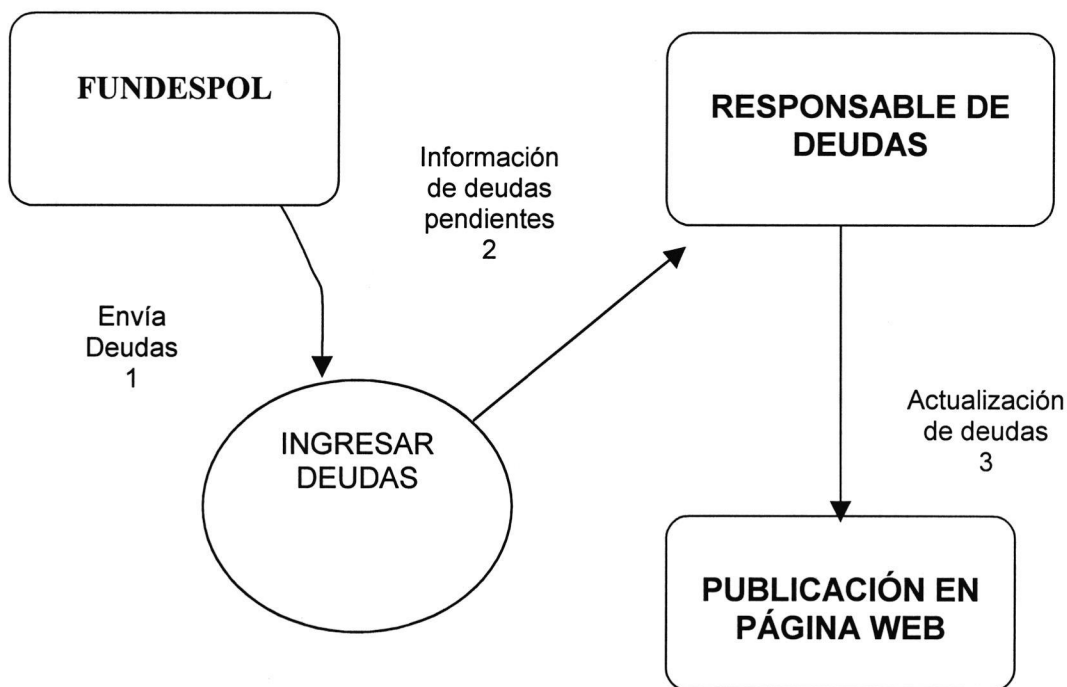 FUNDESPOL
RESPONSABLE DE
DEUDAS
Información
de deudas
pendientes
2
Envía
Deudas
1
INGRESAR
DEUDAS
Actualización
de deudas
3
PUBLICACIÓN EN
PÁGINA WEB